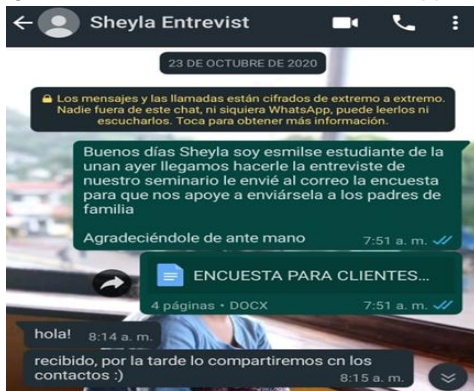 Sheyla Entrevist
23 DE OCTUBRE DE 2020
Los mensajes y las llamadas están cifrados de extremo a extremo.
Nadie fuera de este chat, ni siquiera WhatsApp, puede leerlos ni
escucharlos. Toca para obtener más información.
Buenos días Sheyla soy esmilse estudiante de la
unan ayer llegamos hacerle la entreviste de
nuestro seminario le envié al correo la encuesta
para que nos apoye a enviársela a los padres de
familia
Agradeciéndole de ante mano 7:51 a. m.
ENCUESTA PARA CLIENTES...
4 páginas • DOCX 7:51 a. m.
hola! 8:14 a. m.
recibido, por la tarde lo compartiremos cn los
contactos :) 8:15 a. m.